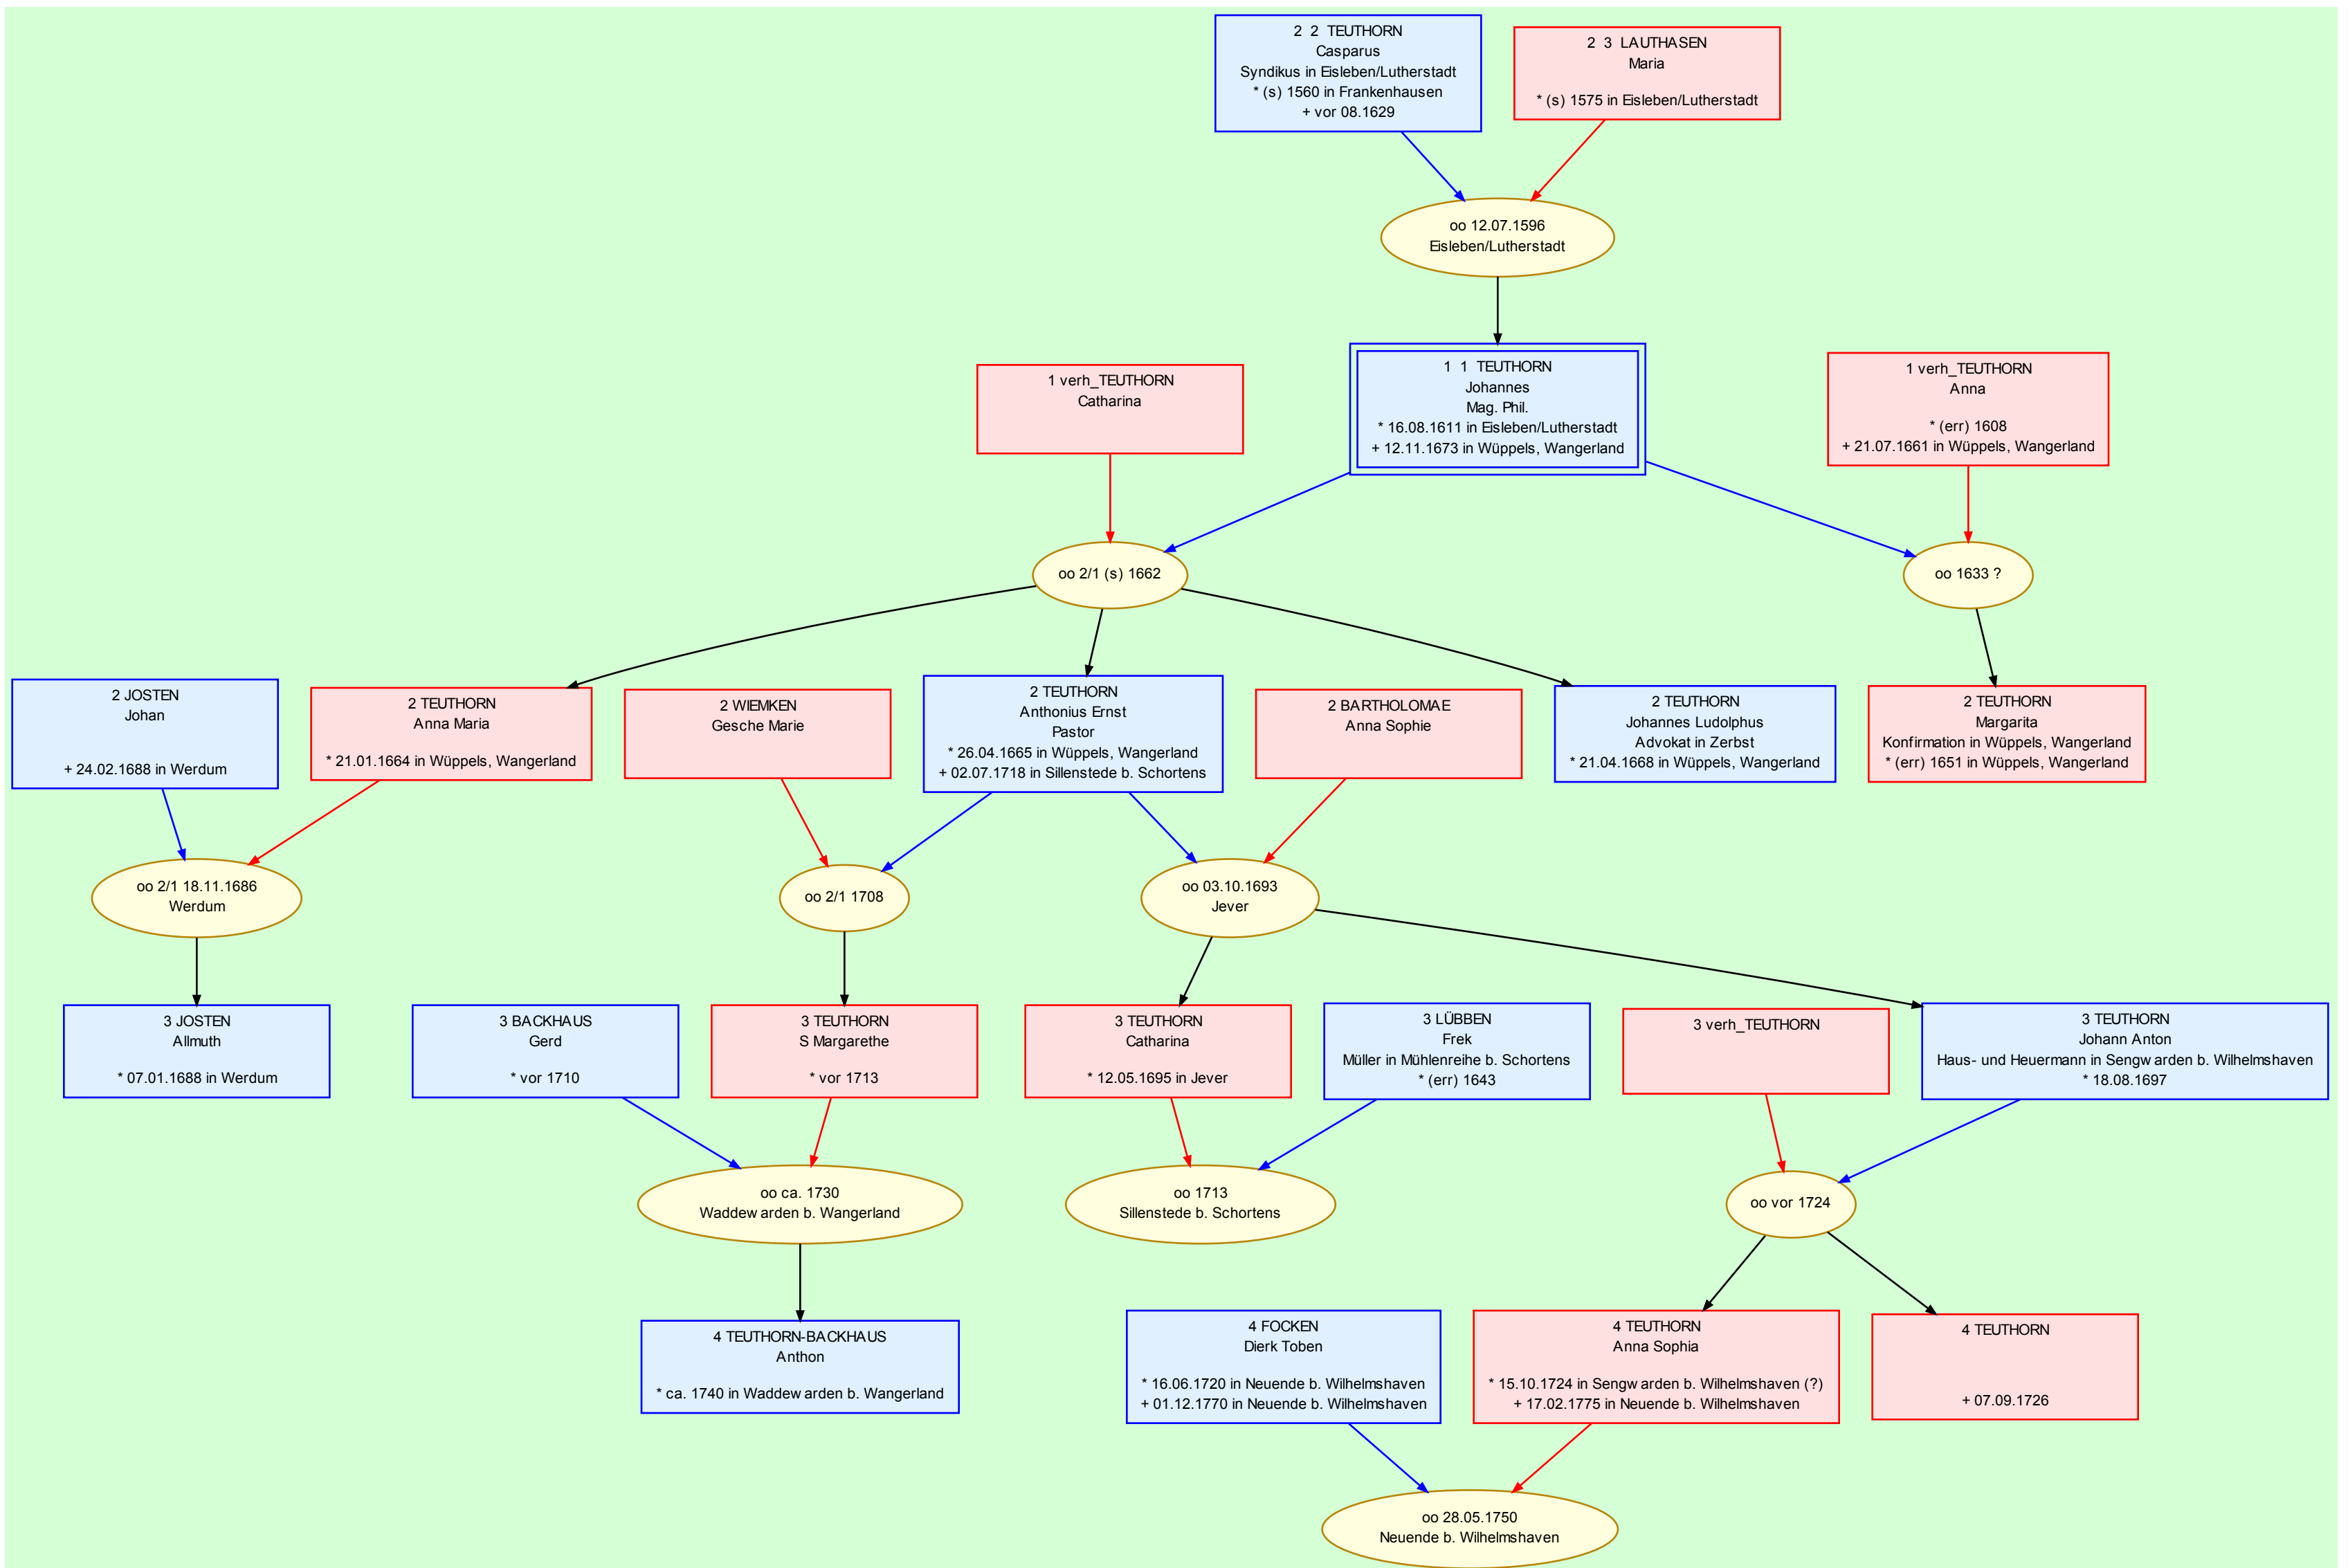 2  2  TEUTHORN
Casparus
Syndikus in Eisleben/Lutherstadt
* (s) 1560 in Frankenhausen
+ vor 08.1629
2  3  LAUTHASEN
Maria
* (s) 1575 in Eisleben/Lutherstadt
oo 12.07.1596
Eisleben/Lutherstadt
1 verh_TEUTHORN
Catharina
1  1  TEUTHORN
Johannes
Mag. Phil.
* 16.08.1611 in Eisleben/Lutherstadt
+ 12.11.1673 in Wüppels, Wangerland
1 verh_TEUTHORN
Anna
* (err) 1608
+ 21.07.1661 in Wüppels, Wangerland
oo 2/1 (s) 1662
oo 1633 ?
2 JOSTEN
Johan
+ 24.02.1688 in Werdum
2 TEUTHORN
Anna Maria
* 21.01.1664 in Wüppels, Wangerland
2 WIEMKEN
Gesche Marie
2 TEUTHORN
Anthonius Ernst
Pastor
* 26.04.1665 in Wüppels, Wangerland
+ 02.07.1718 in Sillenstede b. Schortens
2 BARTHOLOMAE
Anna Sophie
2 TEUTHORN
Johannes Ludolphus
Advokat in Zerbst
* 21.04.1668 in Wüppels, Wangerland
2 TEUTHORN
Margarita
Konfirmation in Wüppels, Wangerland
* (err) 1651 in Wüppels, Wangerland
oo 2/1 18.11.1686
Werdum
oo 2/1 1708
oo 03.10.1693
Jever
3 JOSTEN
Allmuth
* 07.01.1688 in Werdum
3 BACKHAUS
Gerd
* vor 1710
3 TEUTHORN
S Margarethe
* vor 1713
3 TEUTHORN
Catharina
* 12.05.1695 in Jever
3 LÜBBEN
Frek
Müller in Mühlenreihe b. Schortens
* (err) 1643
3 verh_TEUTHORN
3 TEUTHORN
Johann Anton
Haus- und Heuermann in Sengwarden b. Wilhelmshaven
* 18.08.1697
oo ca. 1730
Waddewarden b. Wangerland
oo 1713
Sillenstede b. Schortens
oo vor 1724
4 TEUTHORN-BACKHAUS
Anthon
* ca. 1740 in Waddewarden b. Wangerland
4 FOCKEN
Dierk Toben
* 16.06.1720 in Neuende b. Wilhelmshaven
+ 01.12.1770 in Neuende b. Wilhelmshaven
4 TEUTHORN
Anna Sophia
* 15.10.1724 in Sengwarden b. Wilhelmshaven (?)
+ 17.02.1775 in Neuende b. Wilhelmshaven
4 TEUTHORN
+ 07.09.1726
oo 28.05.1750
Neuende b. Wilhelmshaven